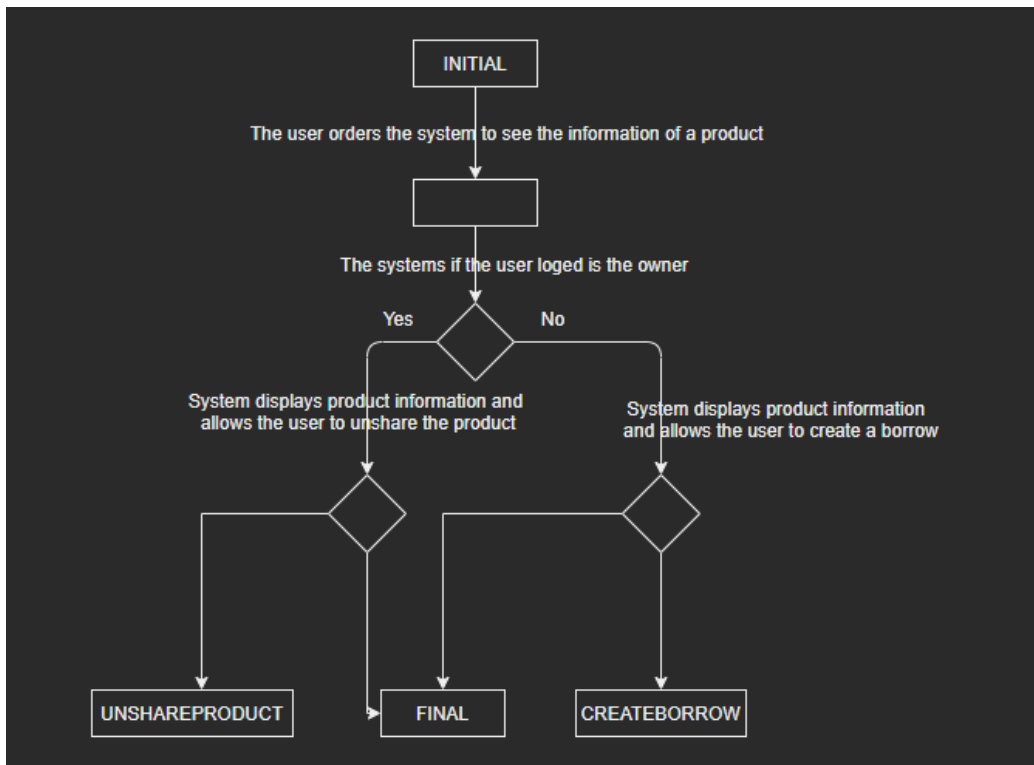 INITIAL
The user orders the system to see the information of a product
The systems if the user loged is the owner
Yes
No
System displays product information and
allows the user to unshare the product
System displays product information
and allows the user to create a borrow
UNSHAREPRODUCT
FINAL
CREATEBORROW